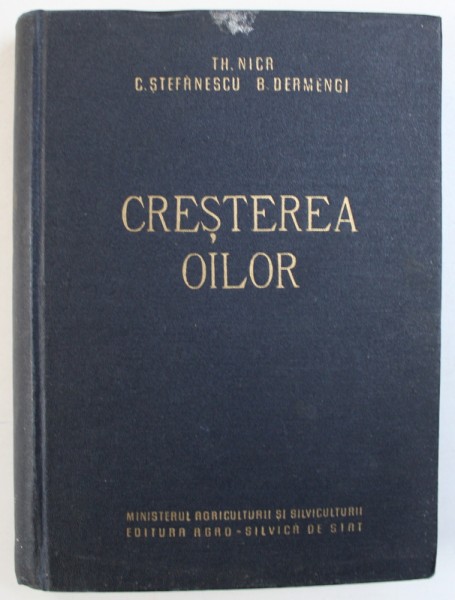 TH. NICA
C. ȘTEFĂNESCU B. DERMENGI
CREȘTEREA
OILOR
MINISTERUL AGRICULTURII ȘI SILVICULTURII
EDITURA AGRO-SILVICĂ DE STAT